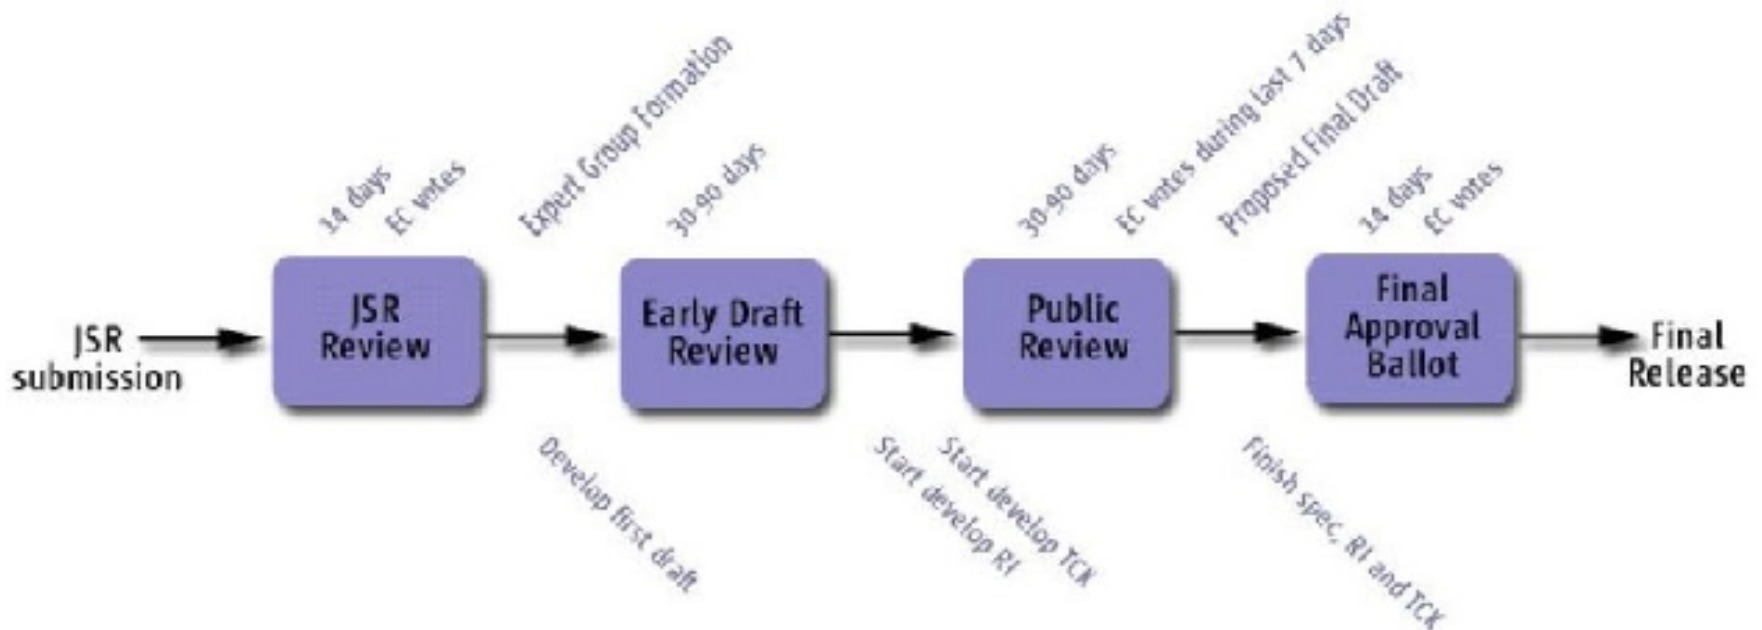 14 days
EC votes
Expert Group Formation
30-90 days
30-90 days
EC votes during last 7 days
Proposed Final Draft
14 days
EC votes
JSR
submission
JSR
Review
Early Draft
Review
Public
Review
Final
Approval
Ballot
Final
Release
Develop first draft
Start develop RI
Start develop TCK
Finish spec, RI and TCK